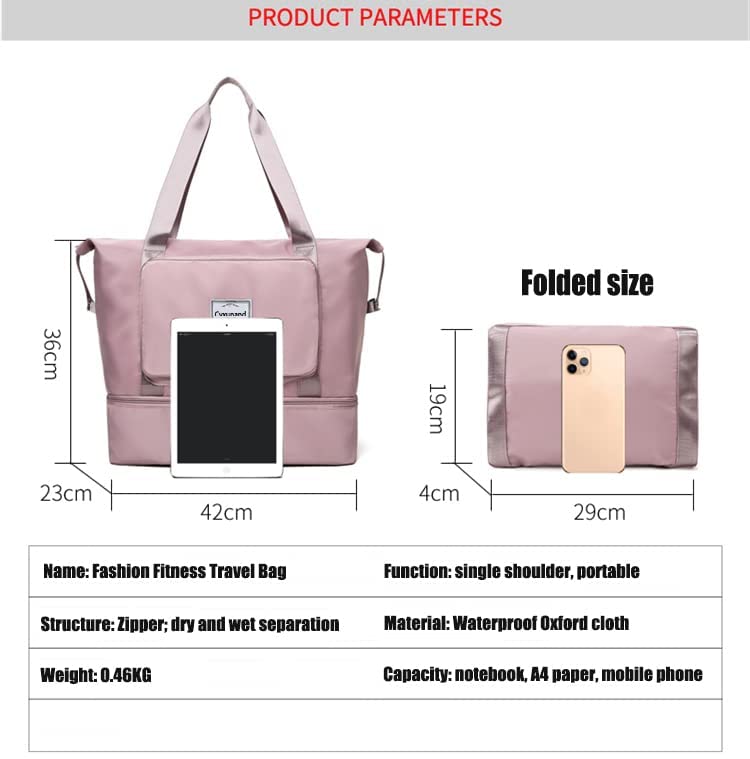 PRODUCT PARAMETERS
Folded size
36cm
23cm
42cm
19cm
4cm
29cm
Name: Fashion Fitness Travel Bag
Function: single shoulder, portable
Structure: Zipper; dry and wet separation
Material: Waterproof Oxford cloth
Weight: 0.46KG
Capacity: notebook, A4 paper, mobile phone